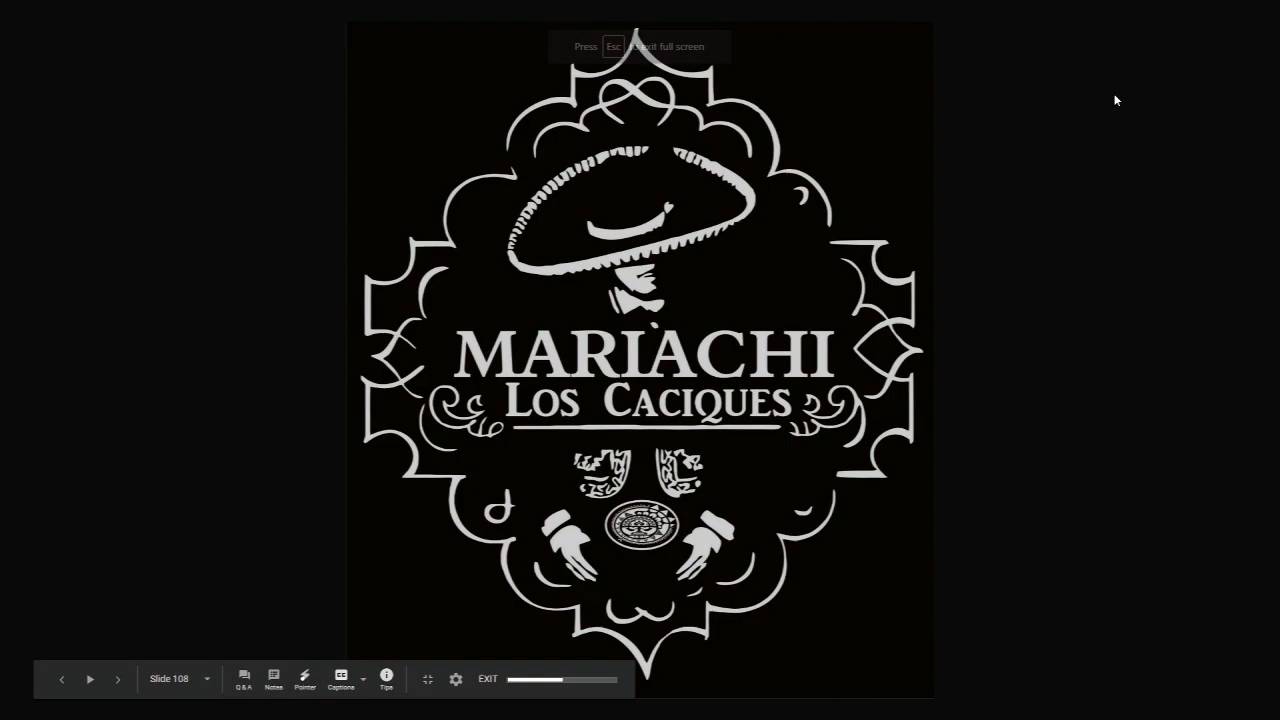 Press Esc to exit full screen
MARIACHI
LOS CACIQUES
Slide 108
Q & A
Notes
Pointer
Captions
Tips
EXIT